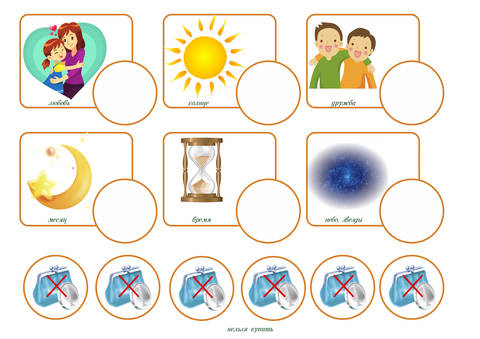 любовь
солнце
дружба
месяц
время
небо, звезды
нельзя купить